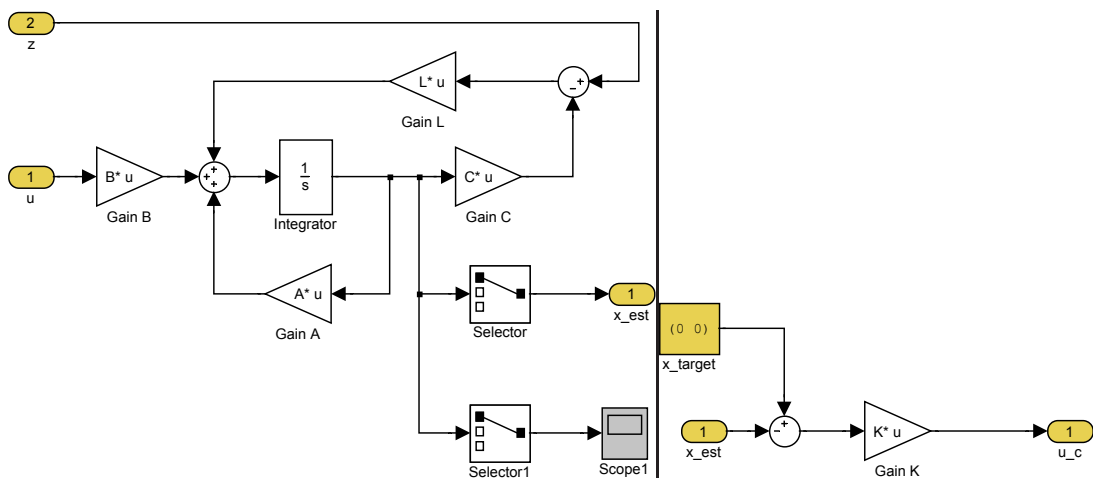 2
z
L* u
+
−
Gain L
1
u
B* u
Gain B
+
+
+
1
s
Integrator
C* u
Gain C
A* u
Gain A
Selector
1
x_est
(0 0)
x_target
Selector1
Scope1
1
x_est
+
−
K* u
Gain K
1
u_c